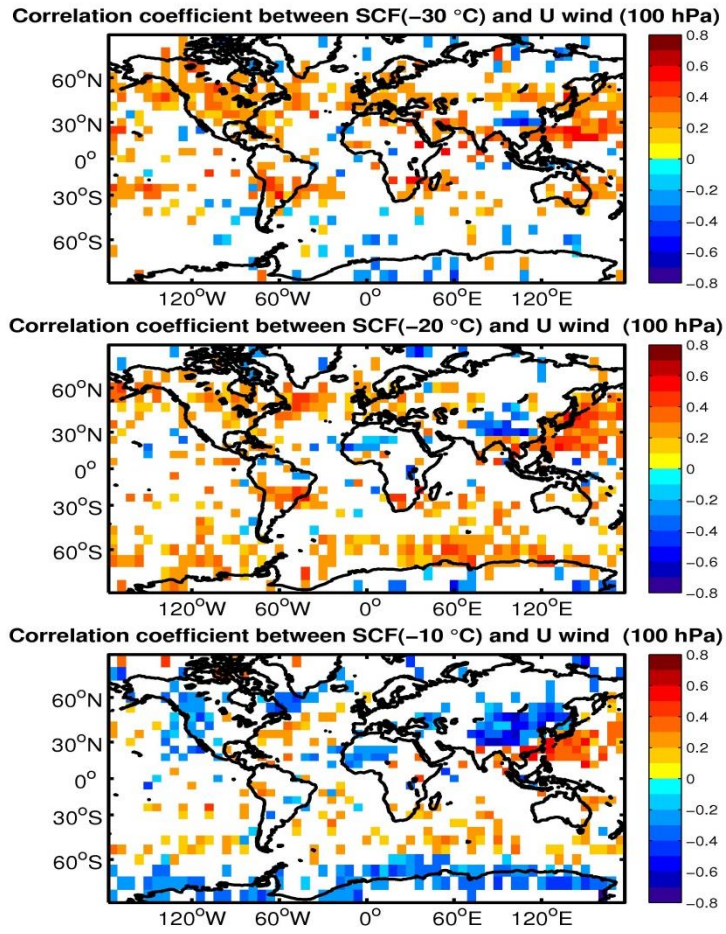 Correlation coefficient between SCF(−30 °C) and U wind (100 hPa)
60°N
30°N
0°
30°S
60°S
120°W 60°W 0° 60°E 120°E
0.8
0.6
0.4
0.2
0
−0.2
−0.4
−0.6
−0.8
Correlation coefficient between SCF(−20 °C) and U wind (100 hPa)
60°N
30°N
0°
30°S
60°S
120°W 60°W 0° 60°E 120°E
0.8
0.6
0.4
0.2
0
−0.2
−0.4
−0.6
−0.8
Correlation coefficient between SCF(−10 °C) and U wind (100 hPa)
60°N
30°N
0°
30°S
60°S
120°W 60°W 0° 60°E 120°E
0.8
0.6
0.4
0.2
0
−0.2
−0.4
−0.6
−0.8